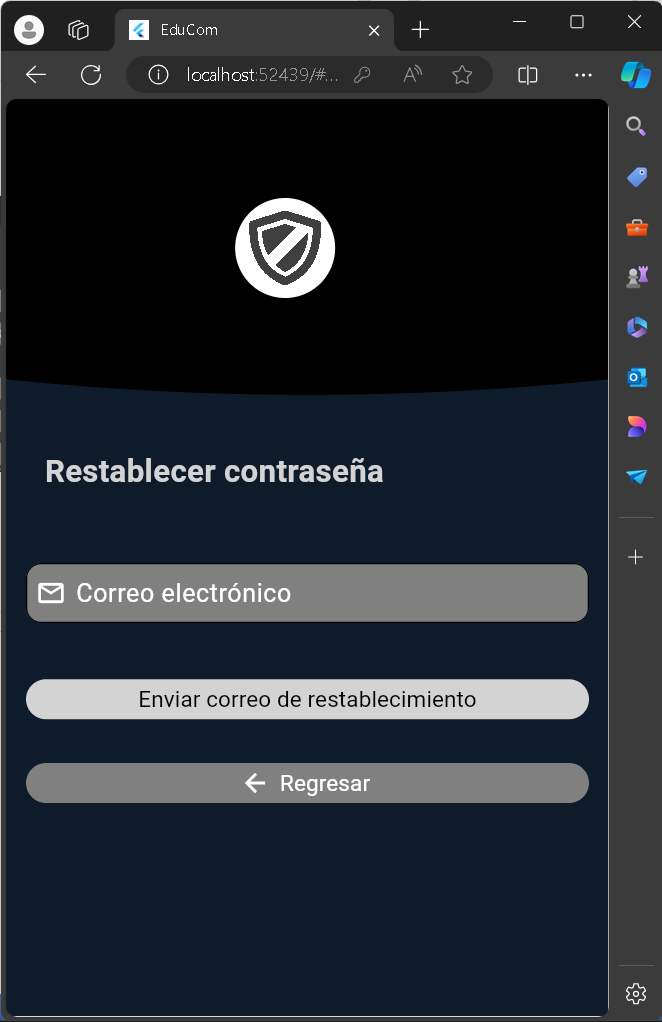 EduCom
localhost:52439/#...
Restablecer contraseña
Correo electrónico
Enviar correo de restablecimiento
Regresar